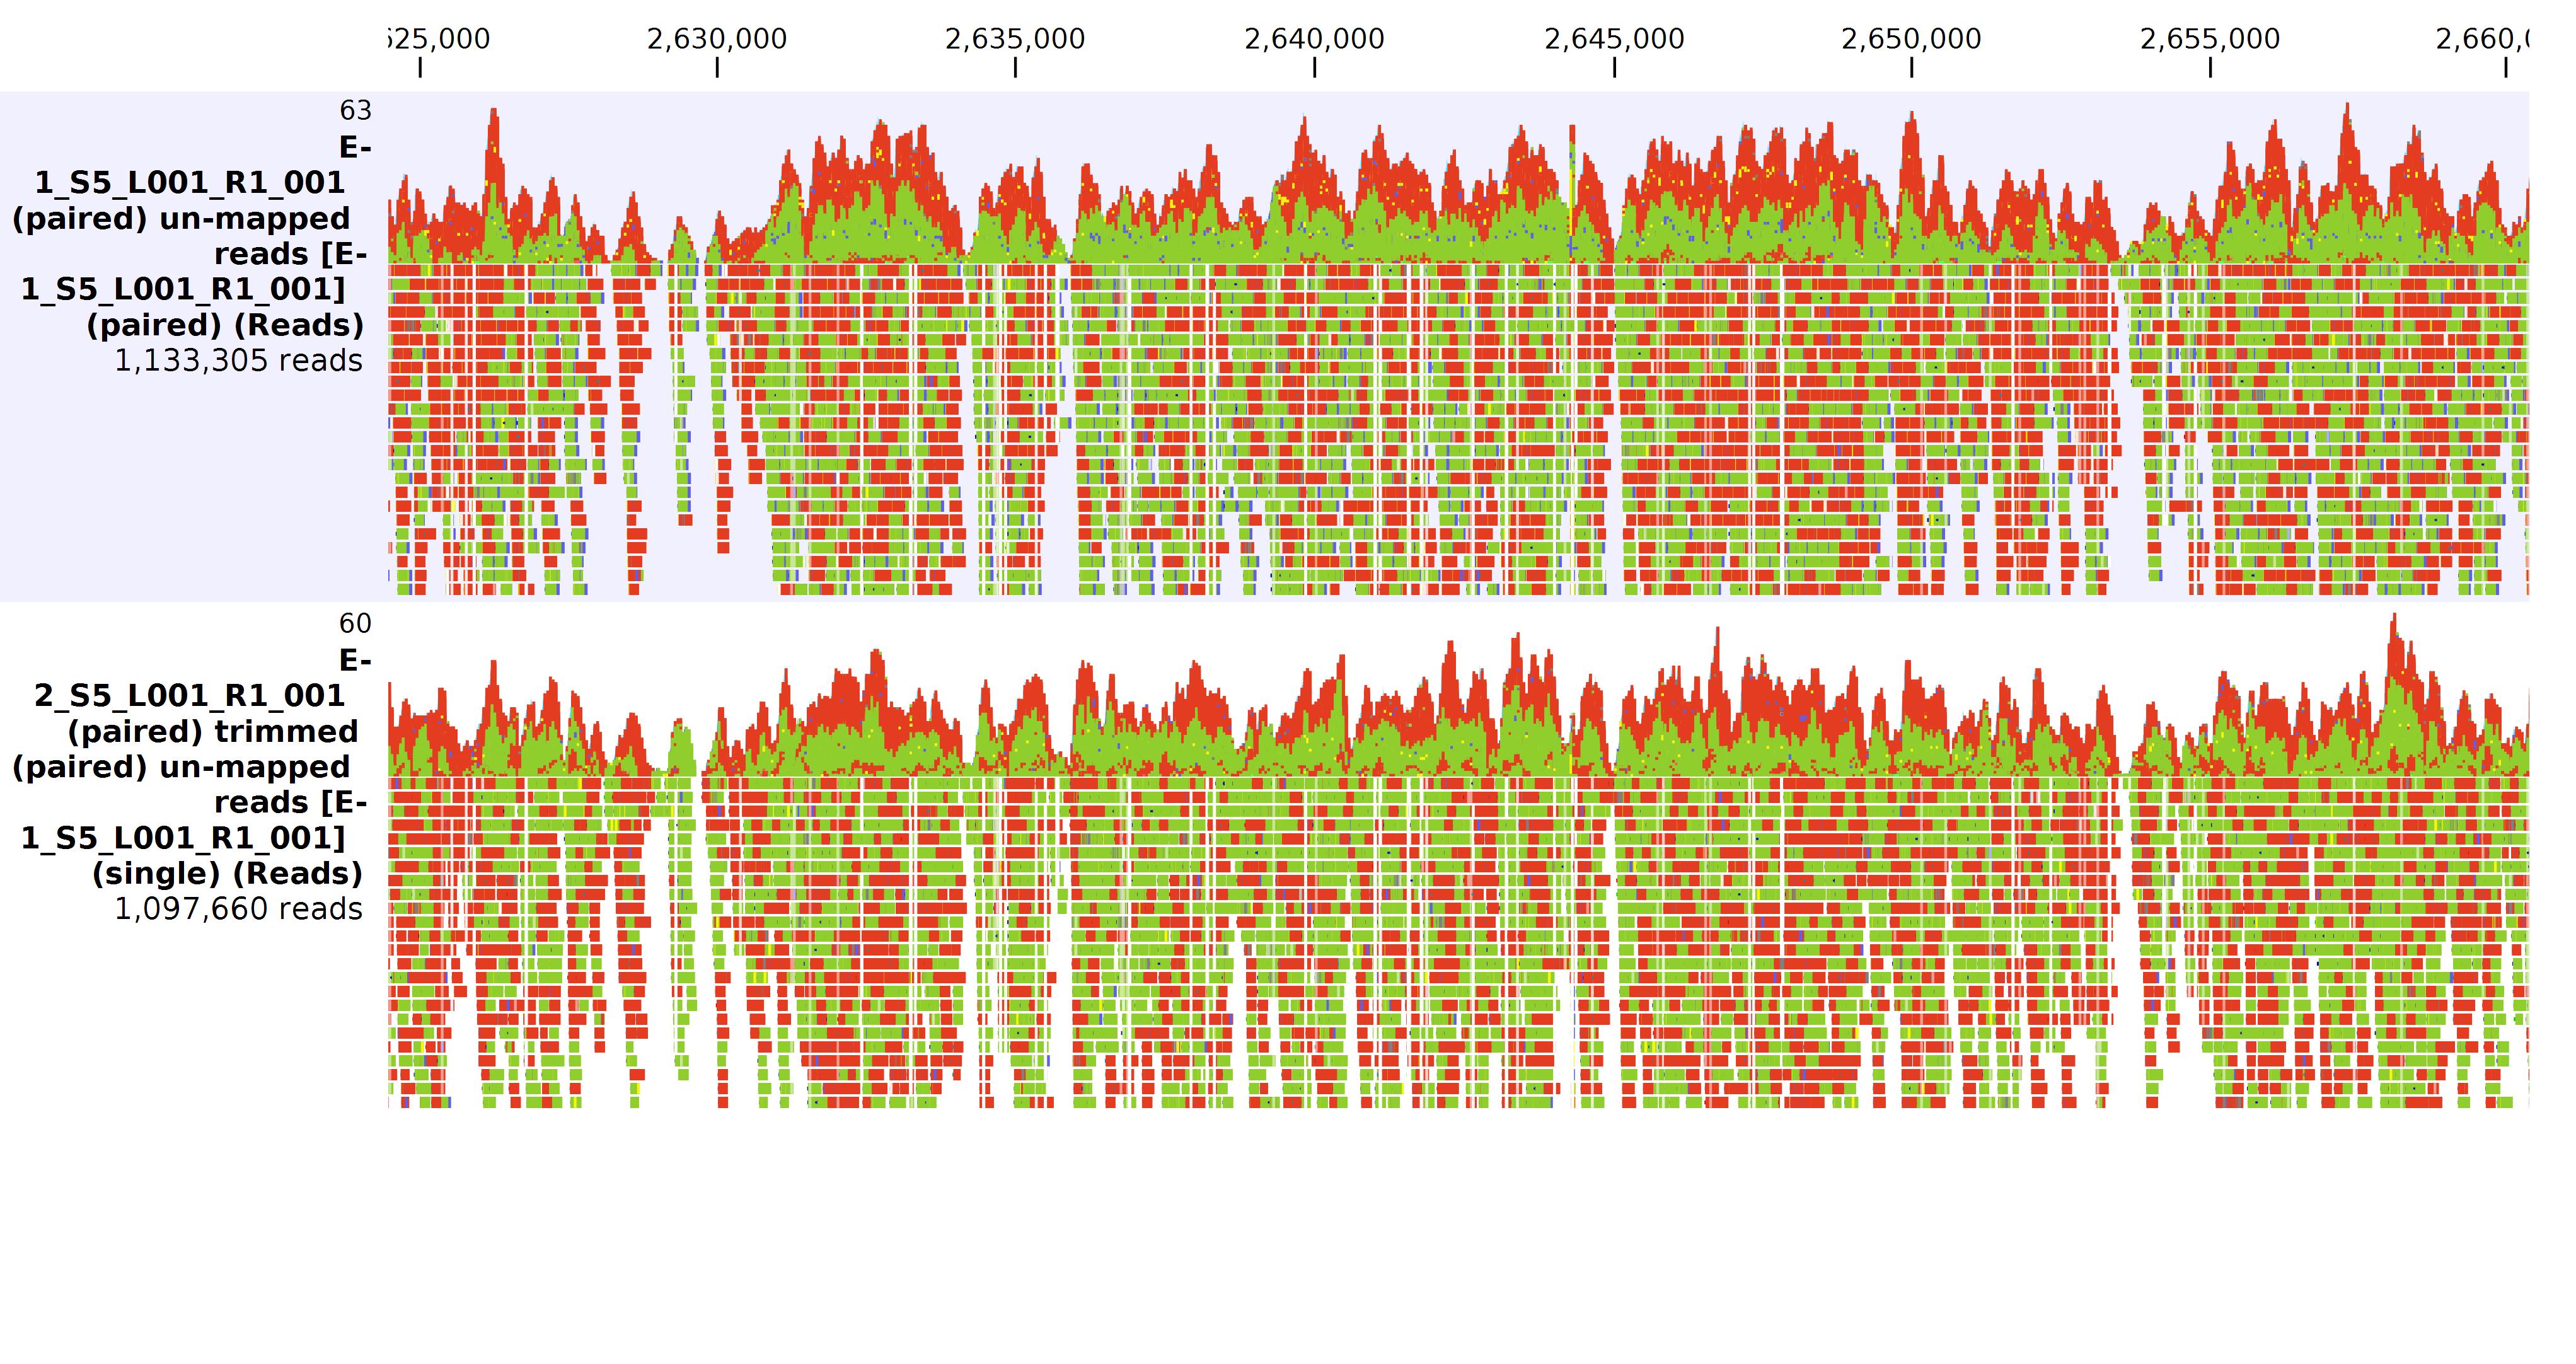 525,000 2,630,000 2,635,000 2,640,000 2,645,000 2,650,000 2,655,000 2,660,0
63
E-
1_S5_L001_R1_001
(paired) un-mapped
reads [E-
1_S5_L001_R1_001]
(paired) (Reads)
1,133,305 reads
60
E-
2_S5_L001_R1_001
(paired) trimmed
(paired) un-mapped
reads [E-
1_S5_L001_R1_001]
(single) (Reads)
1,097,660 reads